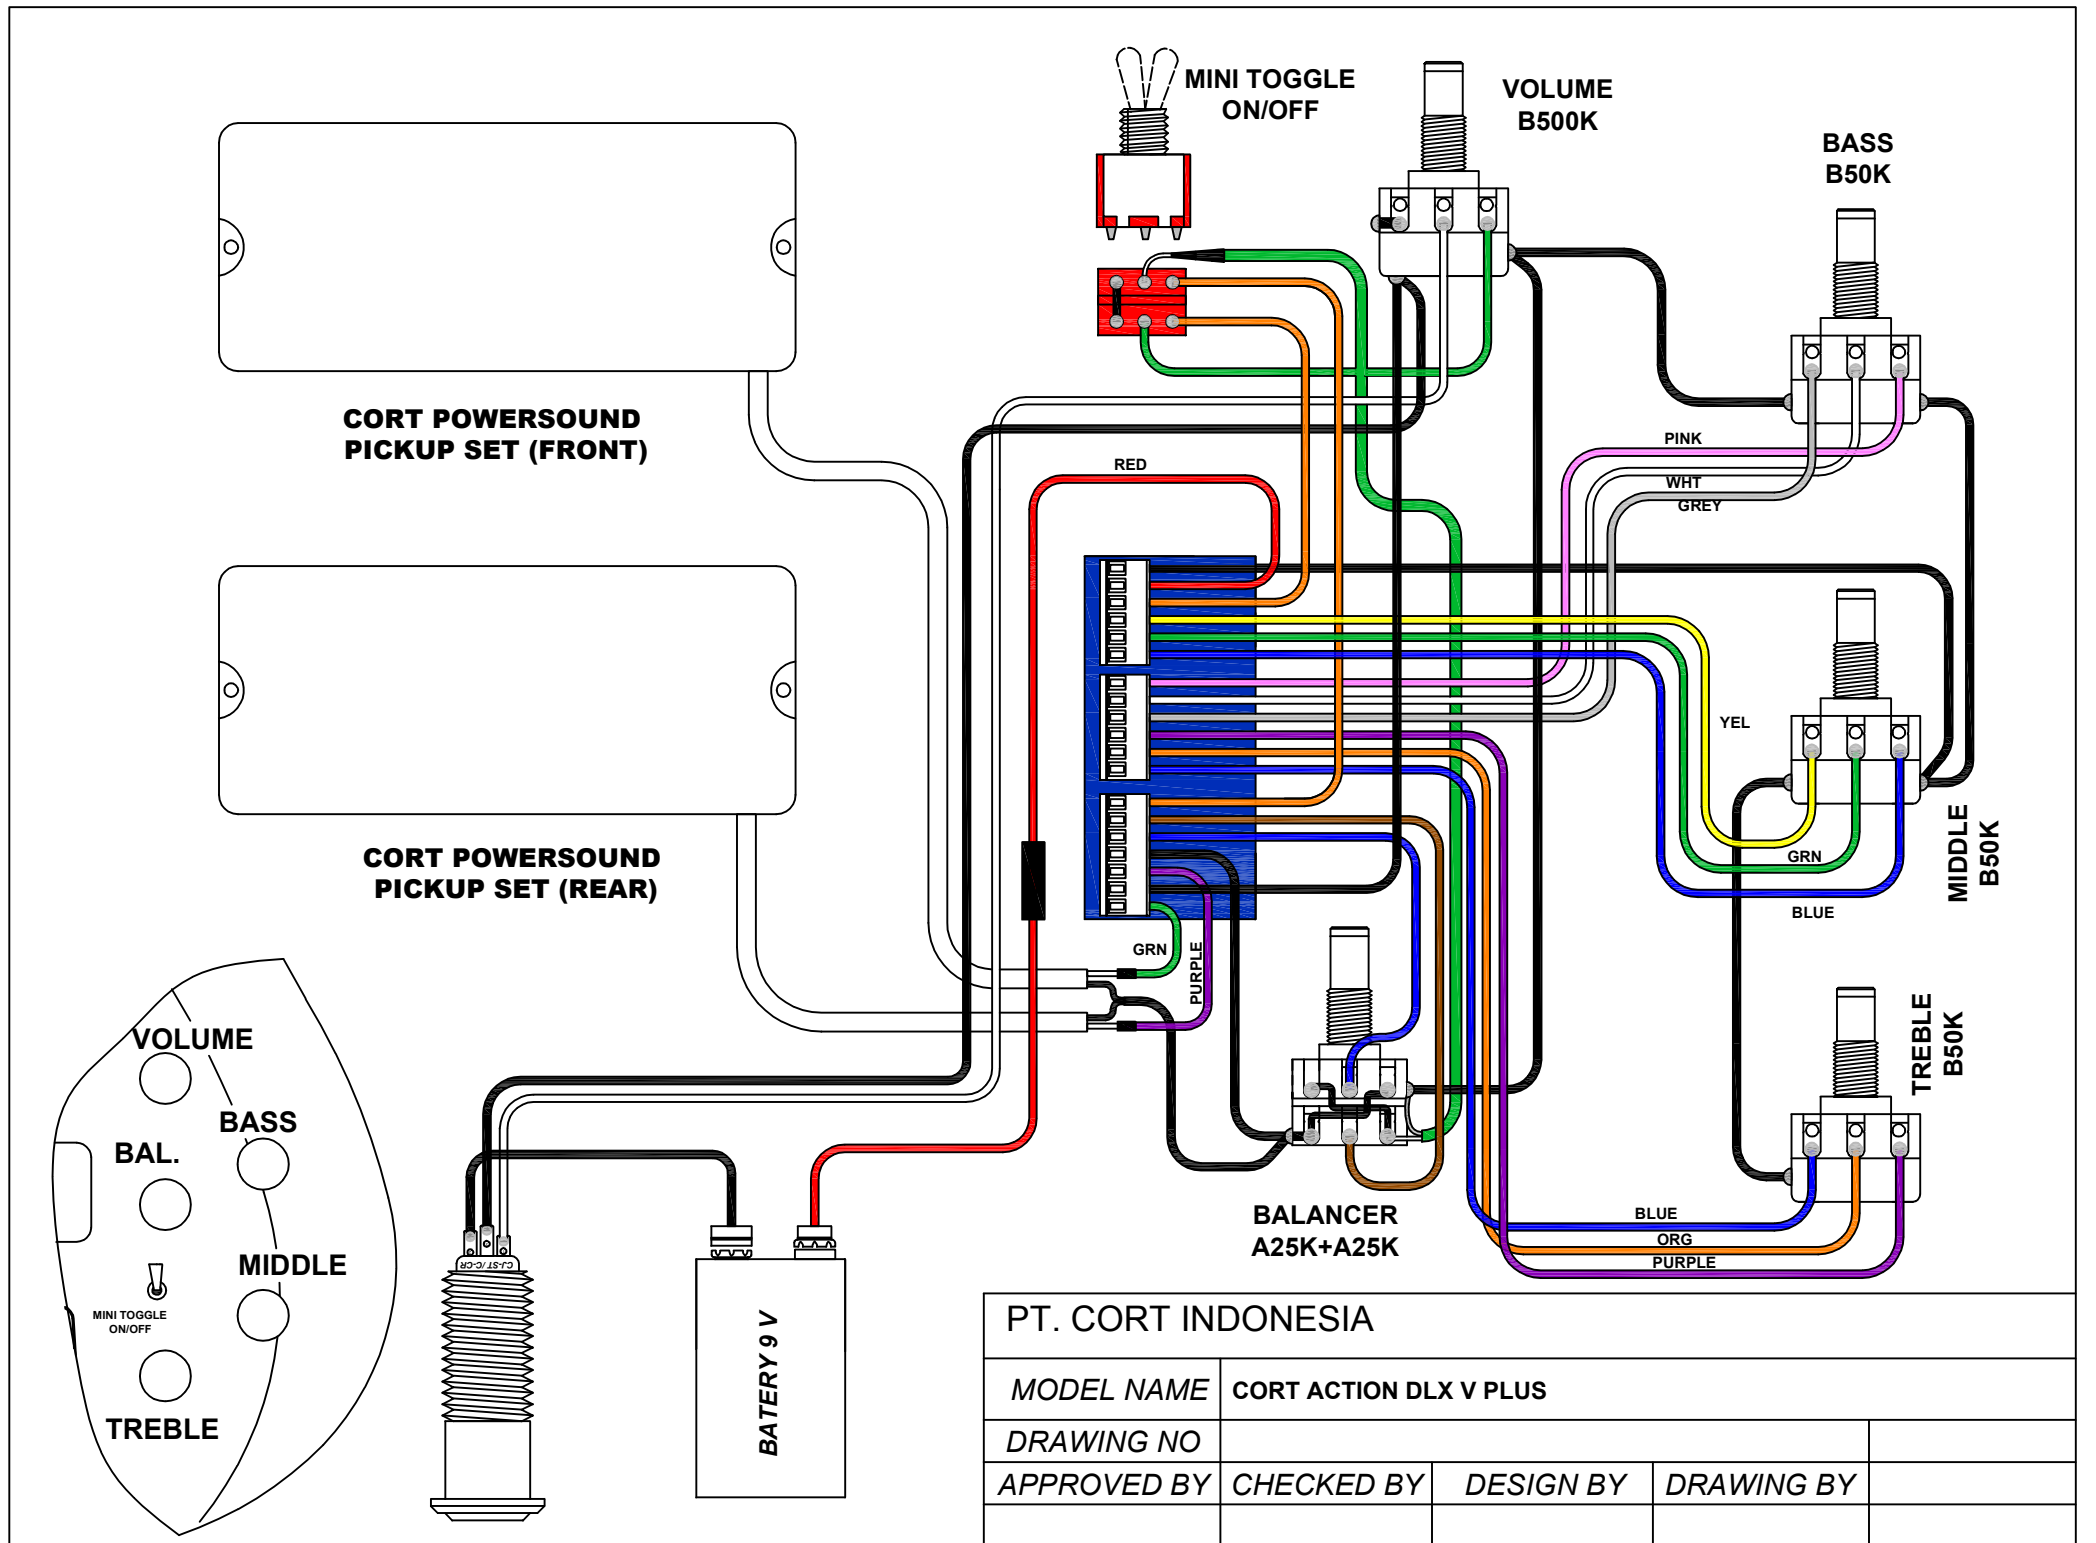 MINI TOGGLE
ON/OFF
VOLUME
B500K
BASS
B50K
CORT POWERSOUND
PICKUP SET (FRONT)
RED
PINK
WHT
GREY
YEL
GRN
BLUE
MIDDLE
B50K
CORT POWERSOUND
PICKUP SET (REAR)
GRN
PURPLE
TREBLE
B50K
BLUE
ORG
PURPLE
BALANCER
A25K+A25K
VOLUME
BASS
BAL.
MIDDLE
MINI TOGGLE
ON/OFF
TREBLE
CJ-ST/C-CR
BATERY 9 V
PT. CORT INDONESIA
MODEL NAME CORT ACTION DLX V PLUS
DRAWING NO
APPROVED BY CHECKED BY DESIGN BY DRAWING BY